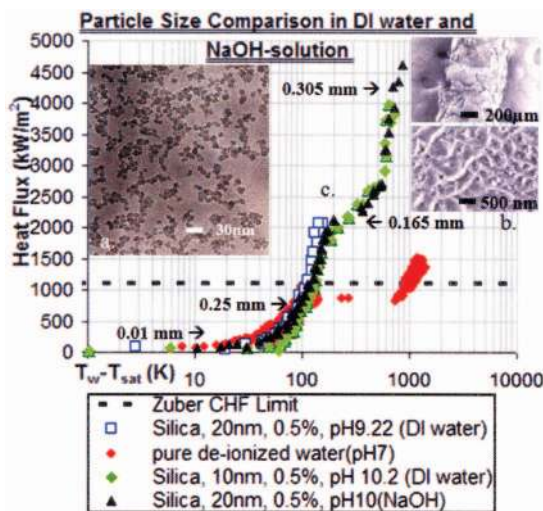 Particle Size Comparison in DI water and
NaOH-solution
5000
4500
4000
3500
3000
2500
2000
1500
1000
500
0
Heat Flux (kW/m²)
0.305 mm
200µm
500 nm
30nm
a.
b.
c.
0.165 mm
0.25 mm
0.01 mm
Tw-Tsat (K)
10
100
1000
10000
Zuber CHF Limit
Silica, 20nm, 0.5%, pH9.22 (DI water)
pure de-ionized water(pH7)
Silica, 10nm, 0.5%, pH 10.2 (DI water)
Silica, 20nm, 0.5%, pH10(NaOH)